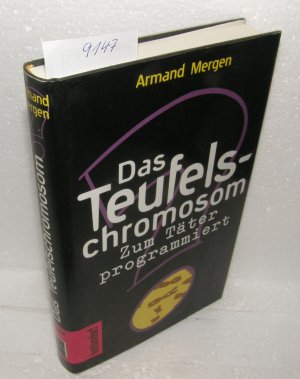 9147
Armand Mergen
Das
Teufels-
chromosom
Zum Täter
programmiert
Armand
Mergen
Das Teufelschromosom